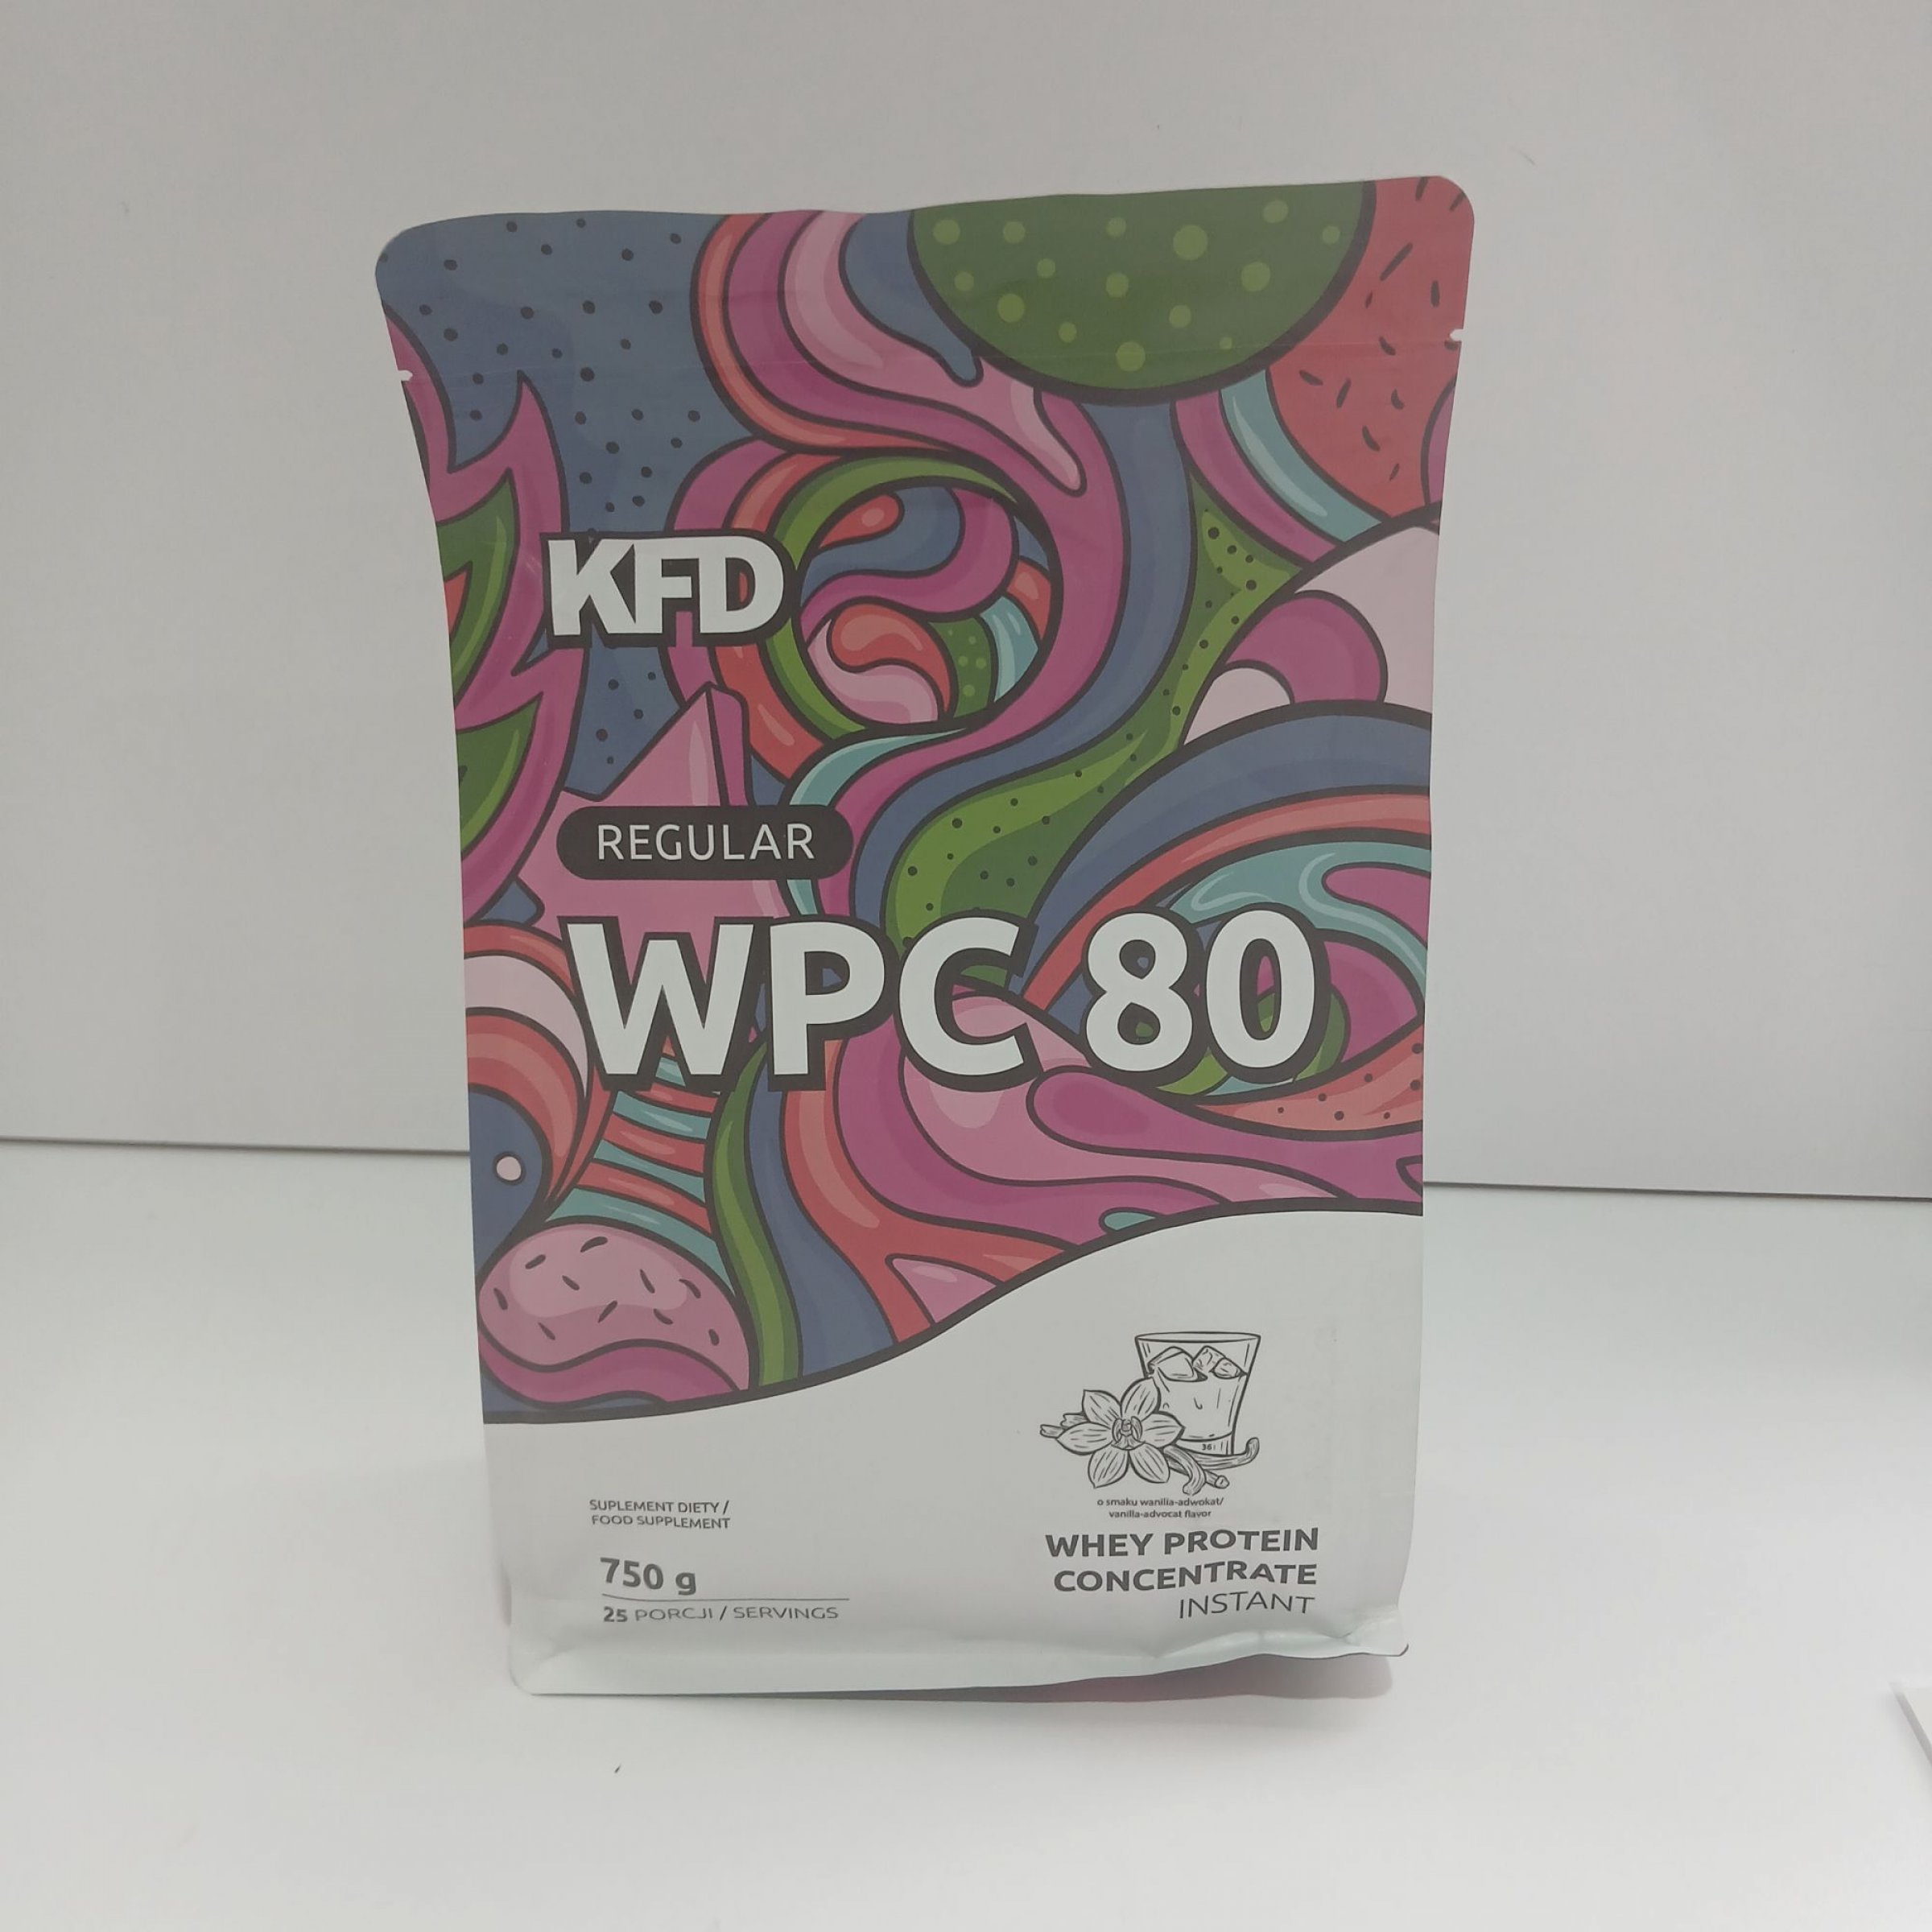 KFD
REGULAR
WPC 80
o smaku wanilia-adwokat/
vanilla-advocat flavor
WHEY PROTEIN
CONCENTRATE
INSTANT
SUPLEMENT DIETY /
FOOD SUPPLEMENT
750 g
25 PORCJI / SERVINGS